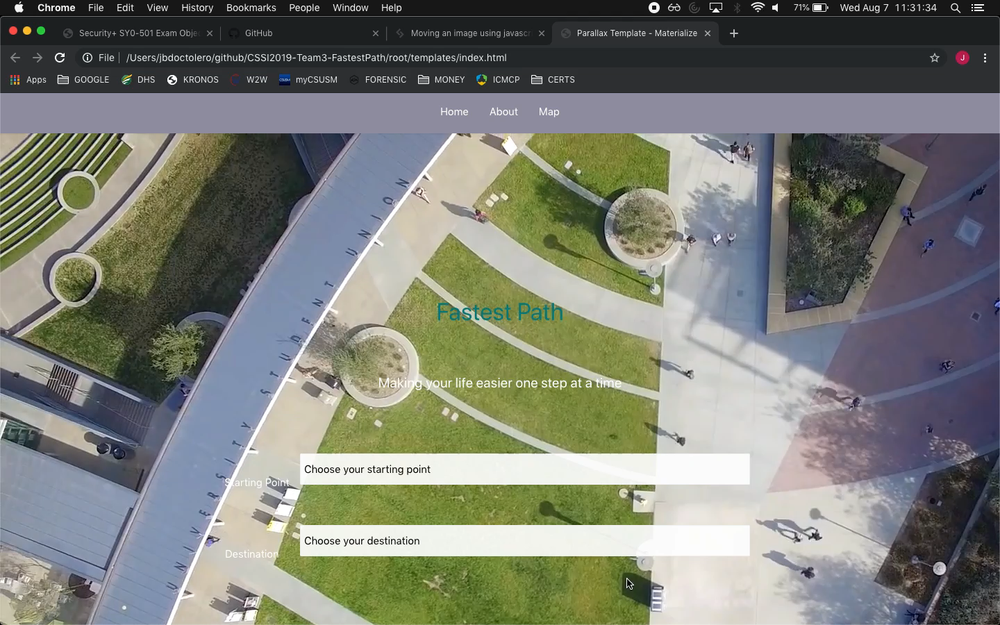 Chrome File Edit View History Bookmarks People Window Help 71% Wed Aug 7 11:31:34
Security+ SY0-501 Exam Obje GitHub Moving an image using javascr Parallax Template - Materialize
File /Users/jbdoctolero/github/CSSI2019-Team3-FastestPath/root/templates/index.html J
Apps GOOGLE DHS KRONOS W2W myCSUSM FORENSIC MONEY ICMCP CERTS
Home About Map
UNIVERSITY STUDENT UNION
Fastest Path
Making your life easier one step at a time
Starting Point Choose your starting point
Destination Choose your destination